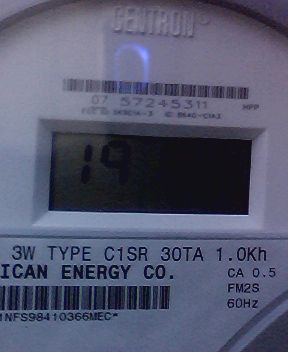 CENTRON
07 57245311 HPP
19
3W TYPE C1SR 30TA 1.0Kh
ICAN ENERGY CO. CA 0.5
FM2S
60Hz
1NFS98410366MEC*